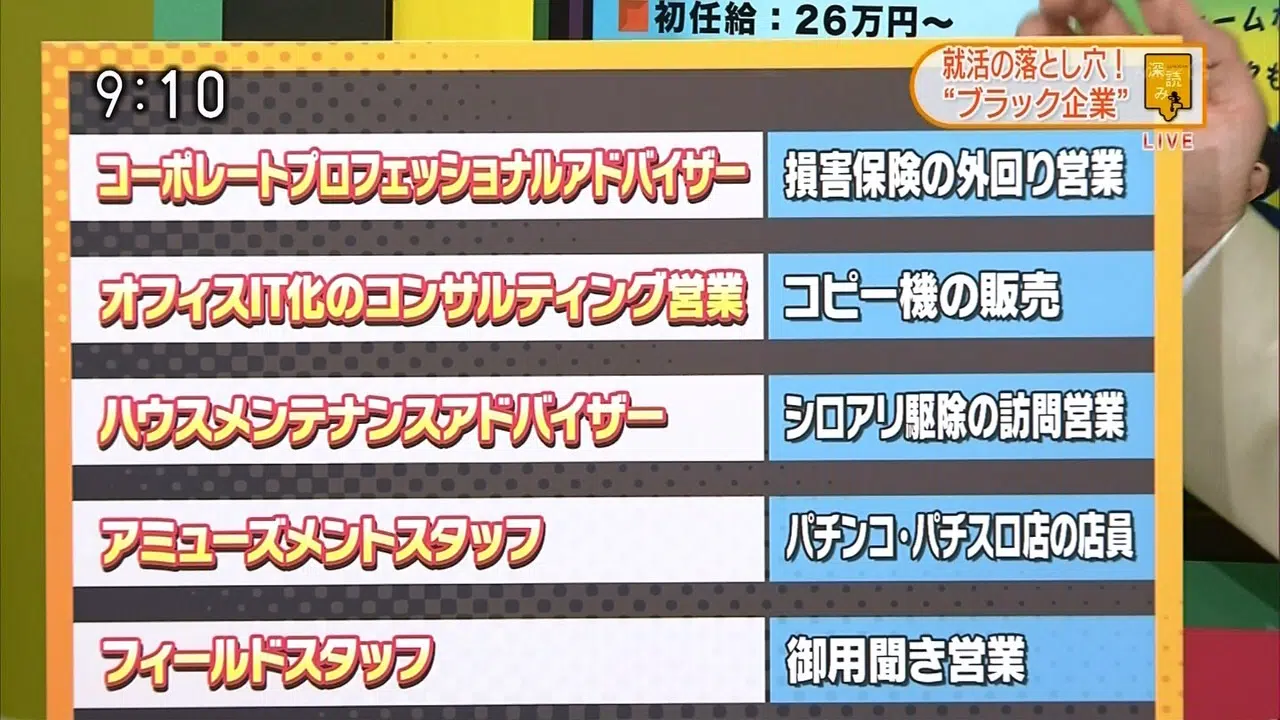 初任給：26万円～
9:10
就活の落とし穴！
“ブラック企業”
深読み
LIVE
コーポレートプロフェッショナルアドバイザー 損害保険の外回り営業
オフィスIT化のコンサルティング営業 コピー機の販売
ハウスメンテナンスアドバイザー シロアリ駆除の訪問営業
アミューズメントスタッフ パチンコ・パチスロ店の店員
フィールドスタッフ 御用聞き営業